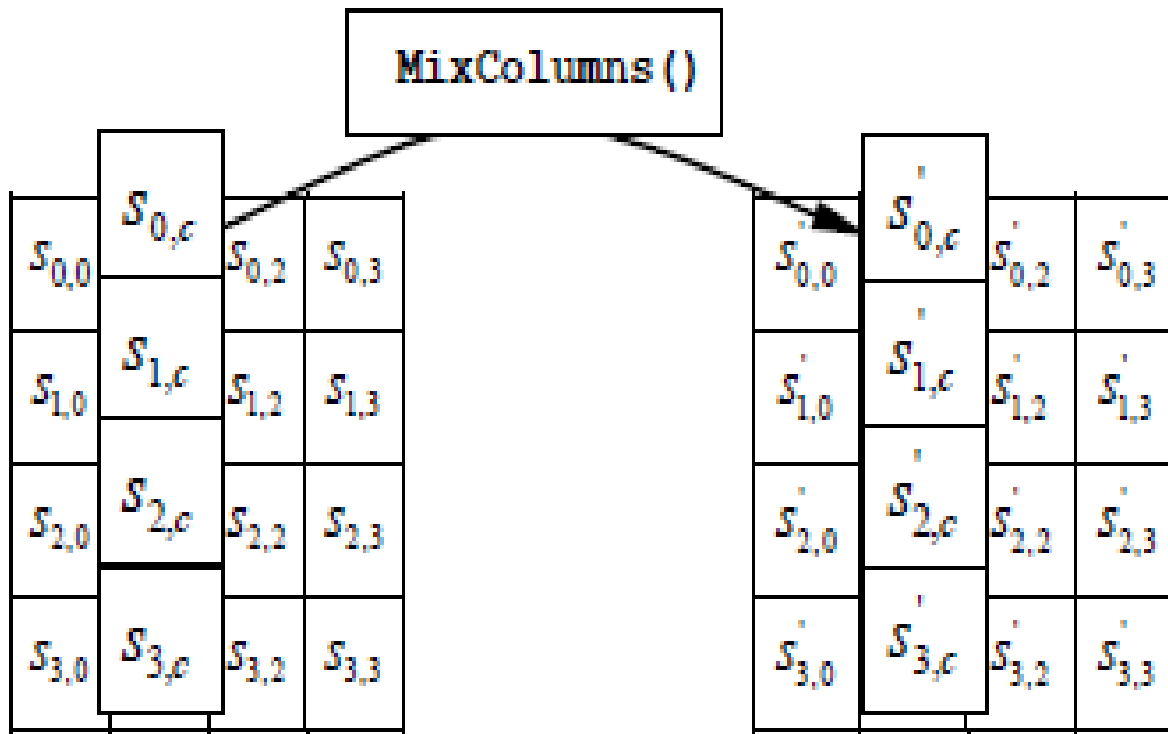 MixColumns()
S0,c S'0,c
S0,0 S0,2 S0,3 S'0,0 S'0,2 S'0,3
S1,c S'1,c
S1,0 S1,2 S1,3 S'1,0 S'1,2 S'1,3
S2,c S'2,c
S2,0 S2,2 S2,3 S'2,0 S'2,2 S'2,3
S3,c S'3,c
S3,0 S3,2 S3,3 S'3,0 S'3,2 S'3,3